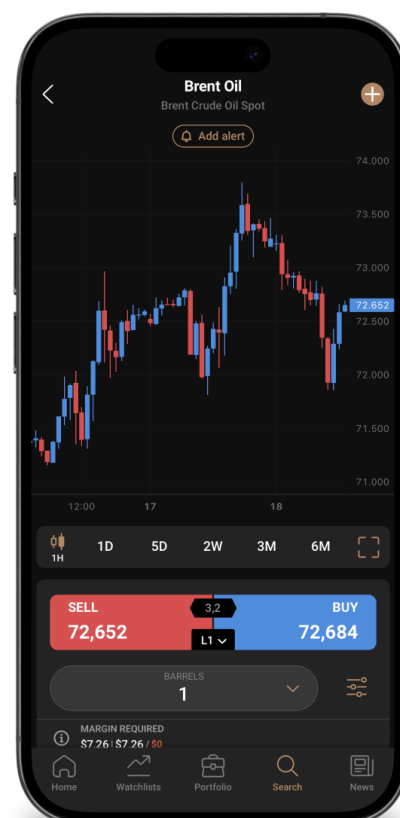 Brent Oil
Brent Crude Oil Spot
Add alert
74.000
73.500
73.000
72.652
72.500
72.000
71.500
71.000
12:00 17 18
1H 1D 5D 2W 3M 6M
SELL 3,2 BUY
72,652 L1 72,684
BARRELS
1
MARGIN REQUIRED
$7.26 | $7.26 / $0
Home Watchlists Portfolio Search News